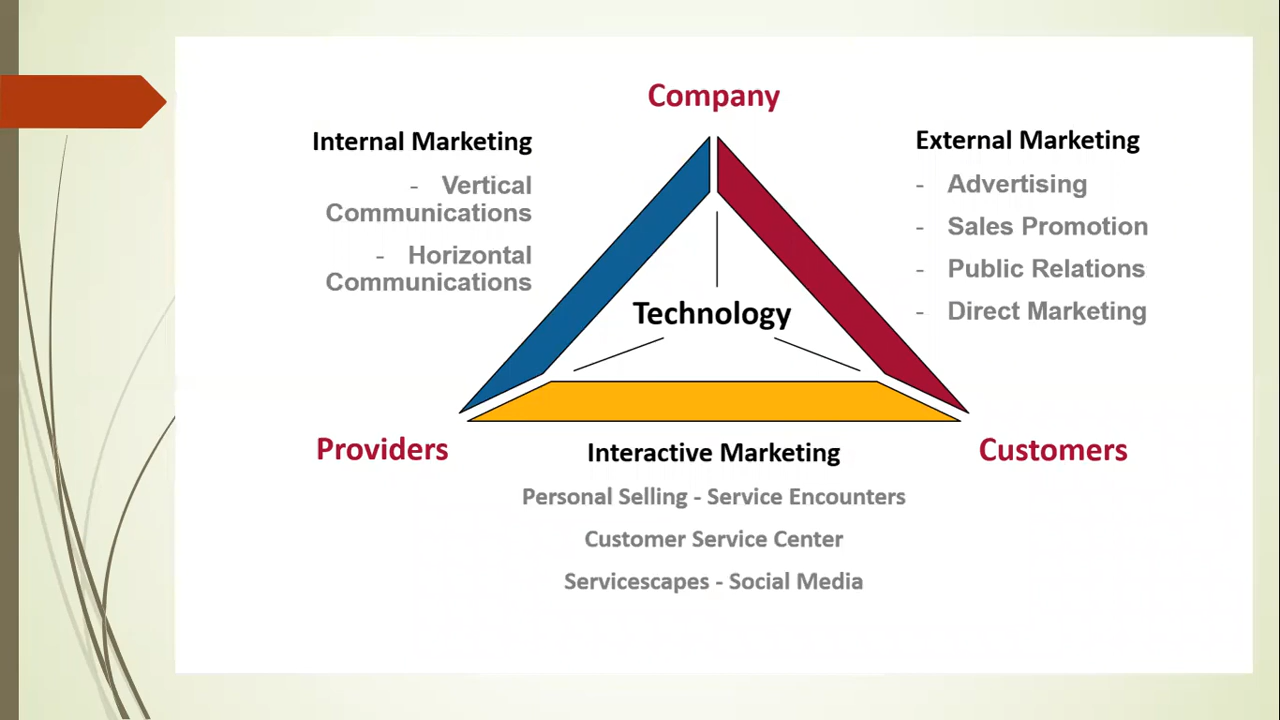 Company
Internal Marketing
- Vertical
Communications
- Horizontal
Communications
External Marketing
- Advertising
- Sales Promotion
- Public Relations
- Direct Marketing
Technology
Providers
Customers
Interactive Marketing
Personal Selling - Service Encounters
Customer Service Center
Servicescapes - Social Media